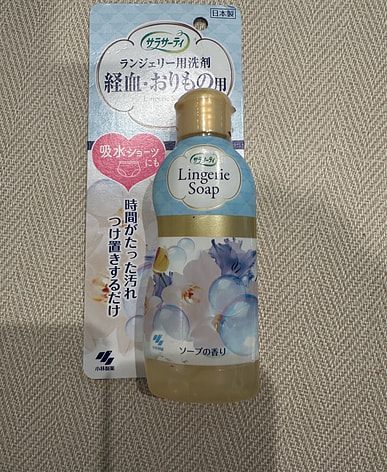 日本製
サラサーティ
ランジェリー用洗剤
経血・おりもの用
吸水ショーツ
にも
時間がたった汚れ
つけ置きするだけ
小林製薬
サラサーティ
Lingerie
Soap
ソープの香り